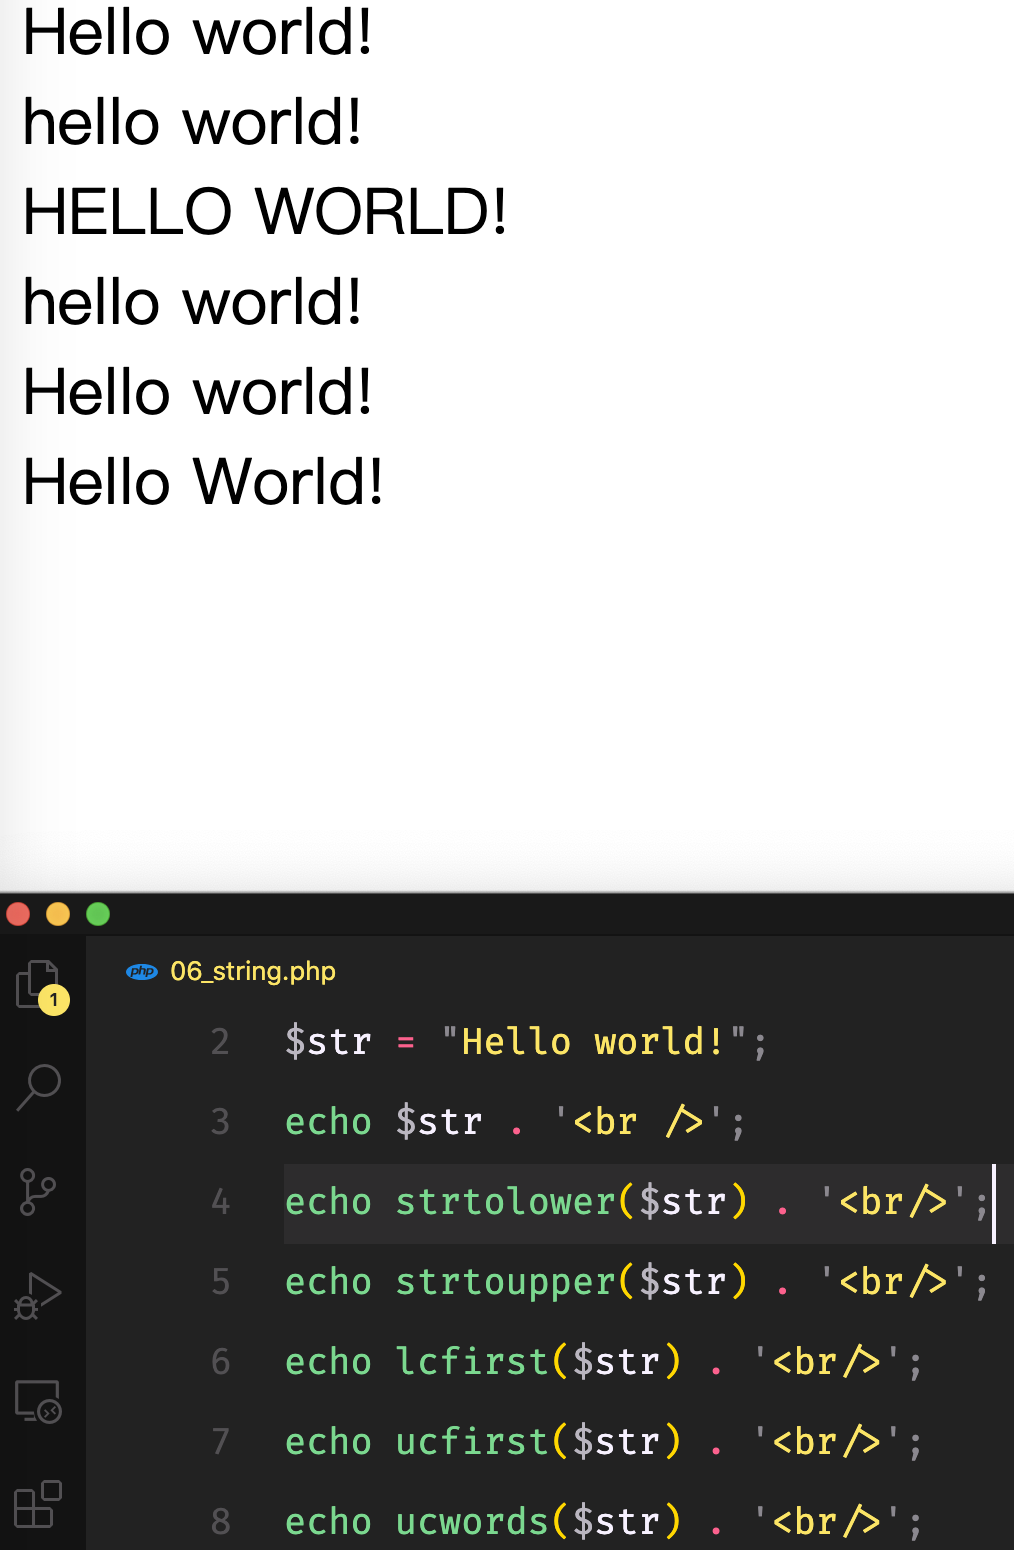 Hello world!
hello world!
HELLO WORLD!
hello world!
Hello world!
Hello World!
php 06_string.php
1
2 $str = "Hello world!";
3 echo $str . '<br />';
4 echo strtolower($str) . '<br/>';
5 echo strtoupper($str) . '<br/>';
6 echo lcfirst($str) . '<br/>';
7 echo ucfirst($str) . '<br/>';
8 echo ucwords($str) . '<br/>';